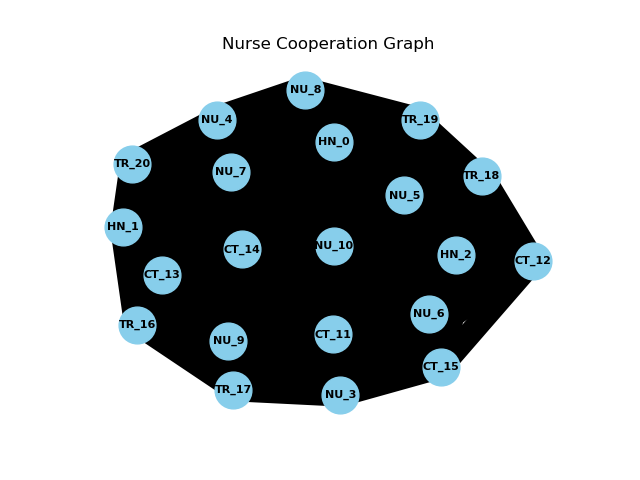 Nurse Cooperation Graph
NU_8
NU_4
TR_19
HN_0
TR_20
NU_7
TR_18
NU_5
HN_1
CT_14
NU_10
HN_2
CT_12
CT_13
NU_6
TR_16
CT_11
NU_9
CT_15
TR_17
NU_3